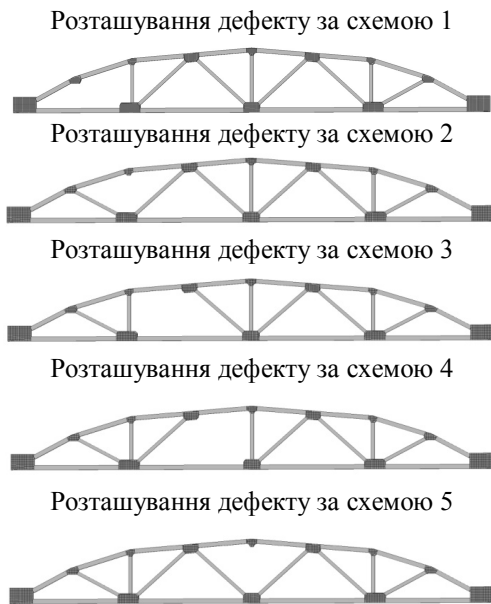 Розташування дефекту за схемою 1
Розташування дефекту за схемою 2
Розташування дефекту за схемою 3
Розташування дефекту за схемою 4
Розташування дефекту за схемою 5